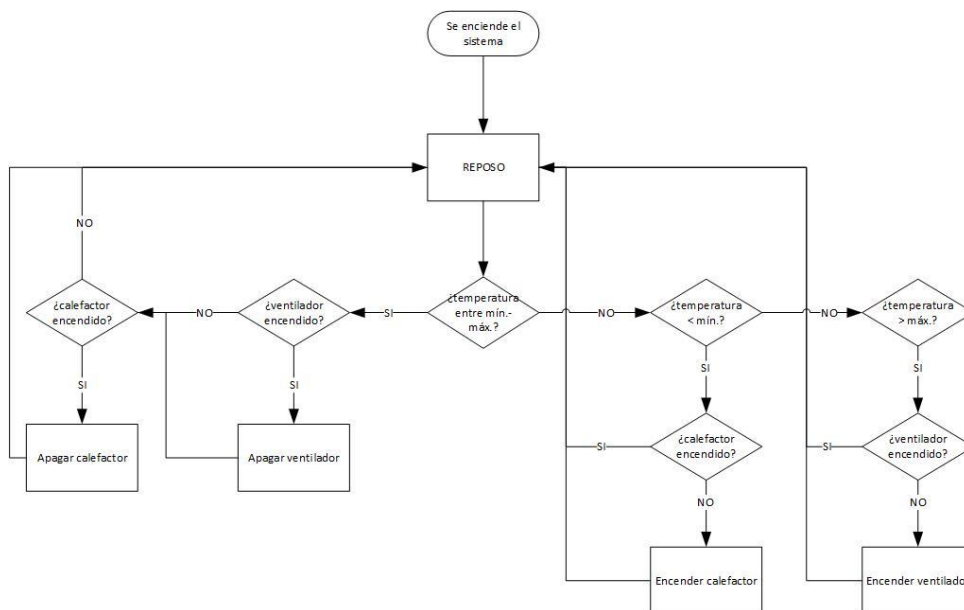 Se enciende el
sistema
REPOSO
NO
¿calefactor
encendido?
NO
¿ventilador
encendido?
SI
¿temperatura
entre mín.-
máx.?
NO
¿temperatura
< mín.?
NO
¿temperatura
> máx.?
SI
SI
SI
SI
Apagar calefactor
Apagar ventilador
SI
¿calefactor
encendido?
SI
¿ventilador
encendido?
NO
NO
Encender calefactor
Encender ventilador